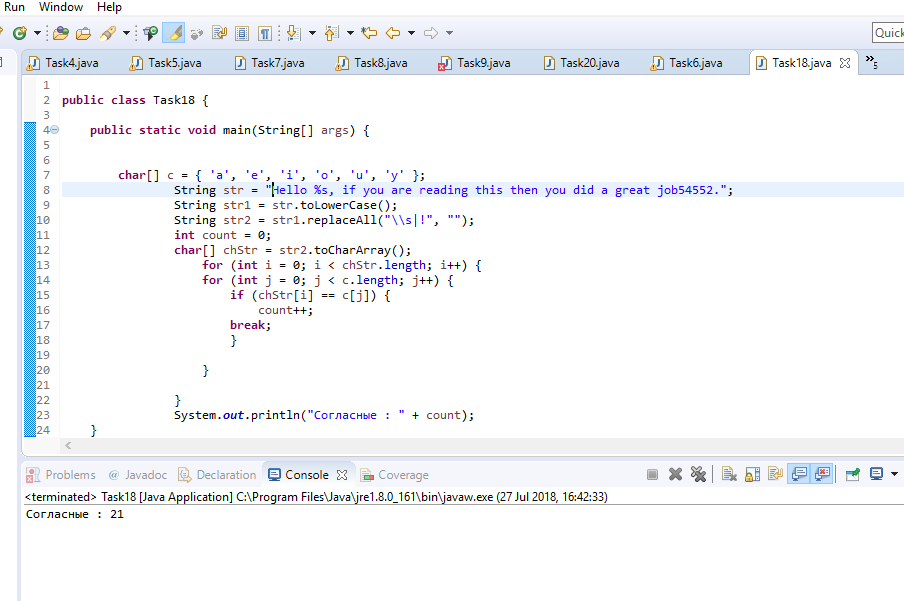 Run Window Help
Quick
Task4.java Task5.java Task7.java Task8.java Task9.java Task20.java Task6.java Task18.java »5
1
2 public class Task18 {
3
4 public static void main(String[] args) {
5
6
7 char[] c = { 'a', 'e', 'i', 'o', 'u', 'y' };
8 String str = "Hello %s, if you are reading this then you did a great job54552.";
9 String str1 = str.toLowerCase();
10 String str2 = str1.replaceAll("\\s|!", "");
11 int count = 0;
12 char[] chStr = str2.toCharArray();
13 for (int i = 0; i < chStr.length; i++) {
14 for (int j = 0; j < c.length; j++) {
15 if (chStr[i] == c[j]) {
16 count++;
17 break;
18 }
19
20 }
21
22 }
23 System.out.println("Согласные : " + count);
24 }
Problems @ Javadoc Declaration Console Coverage
<terminated> Task18 [Java Application] C:\Program Files\Java\jre1.8.0_161\bin\javaw.exe (27 Jul 2018, 16:42:33)
Согласные : 21